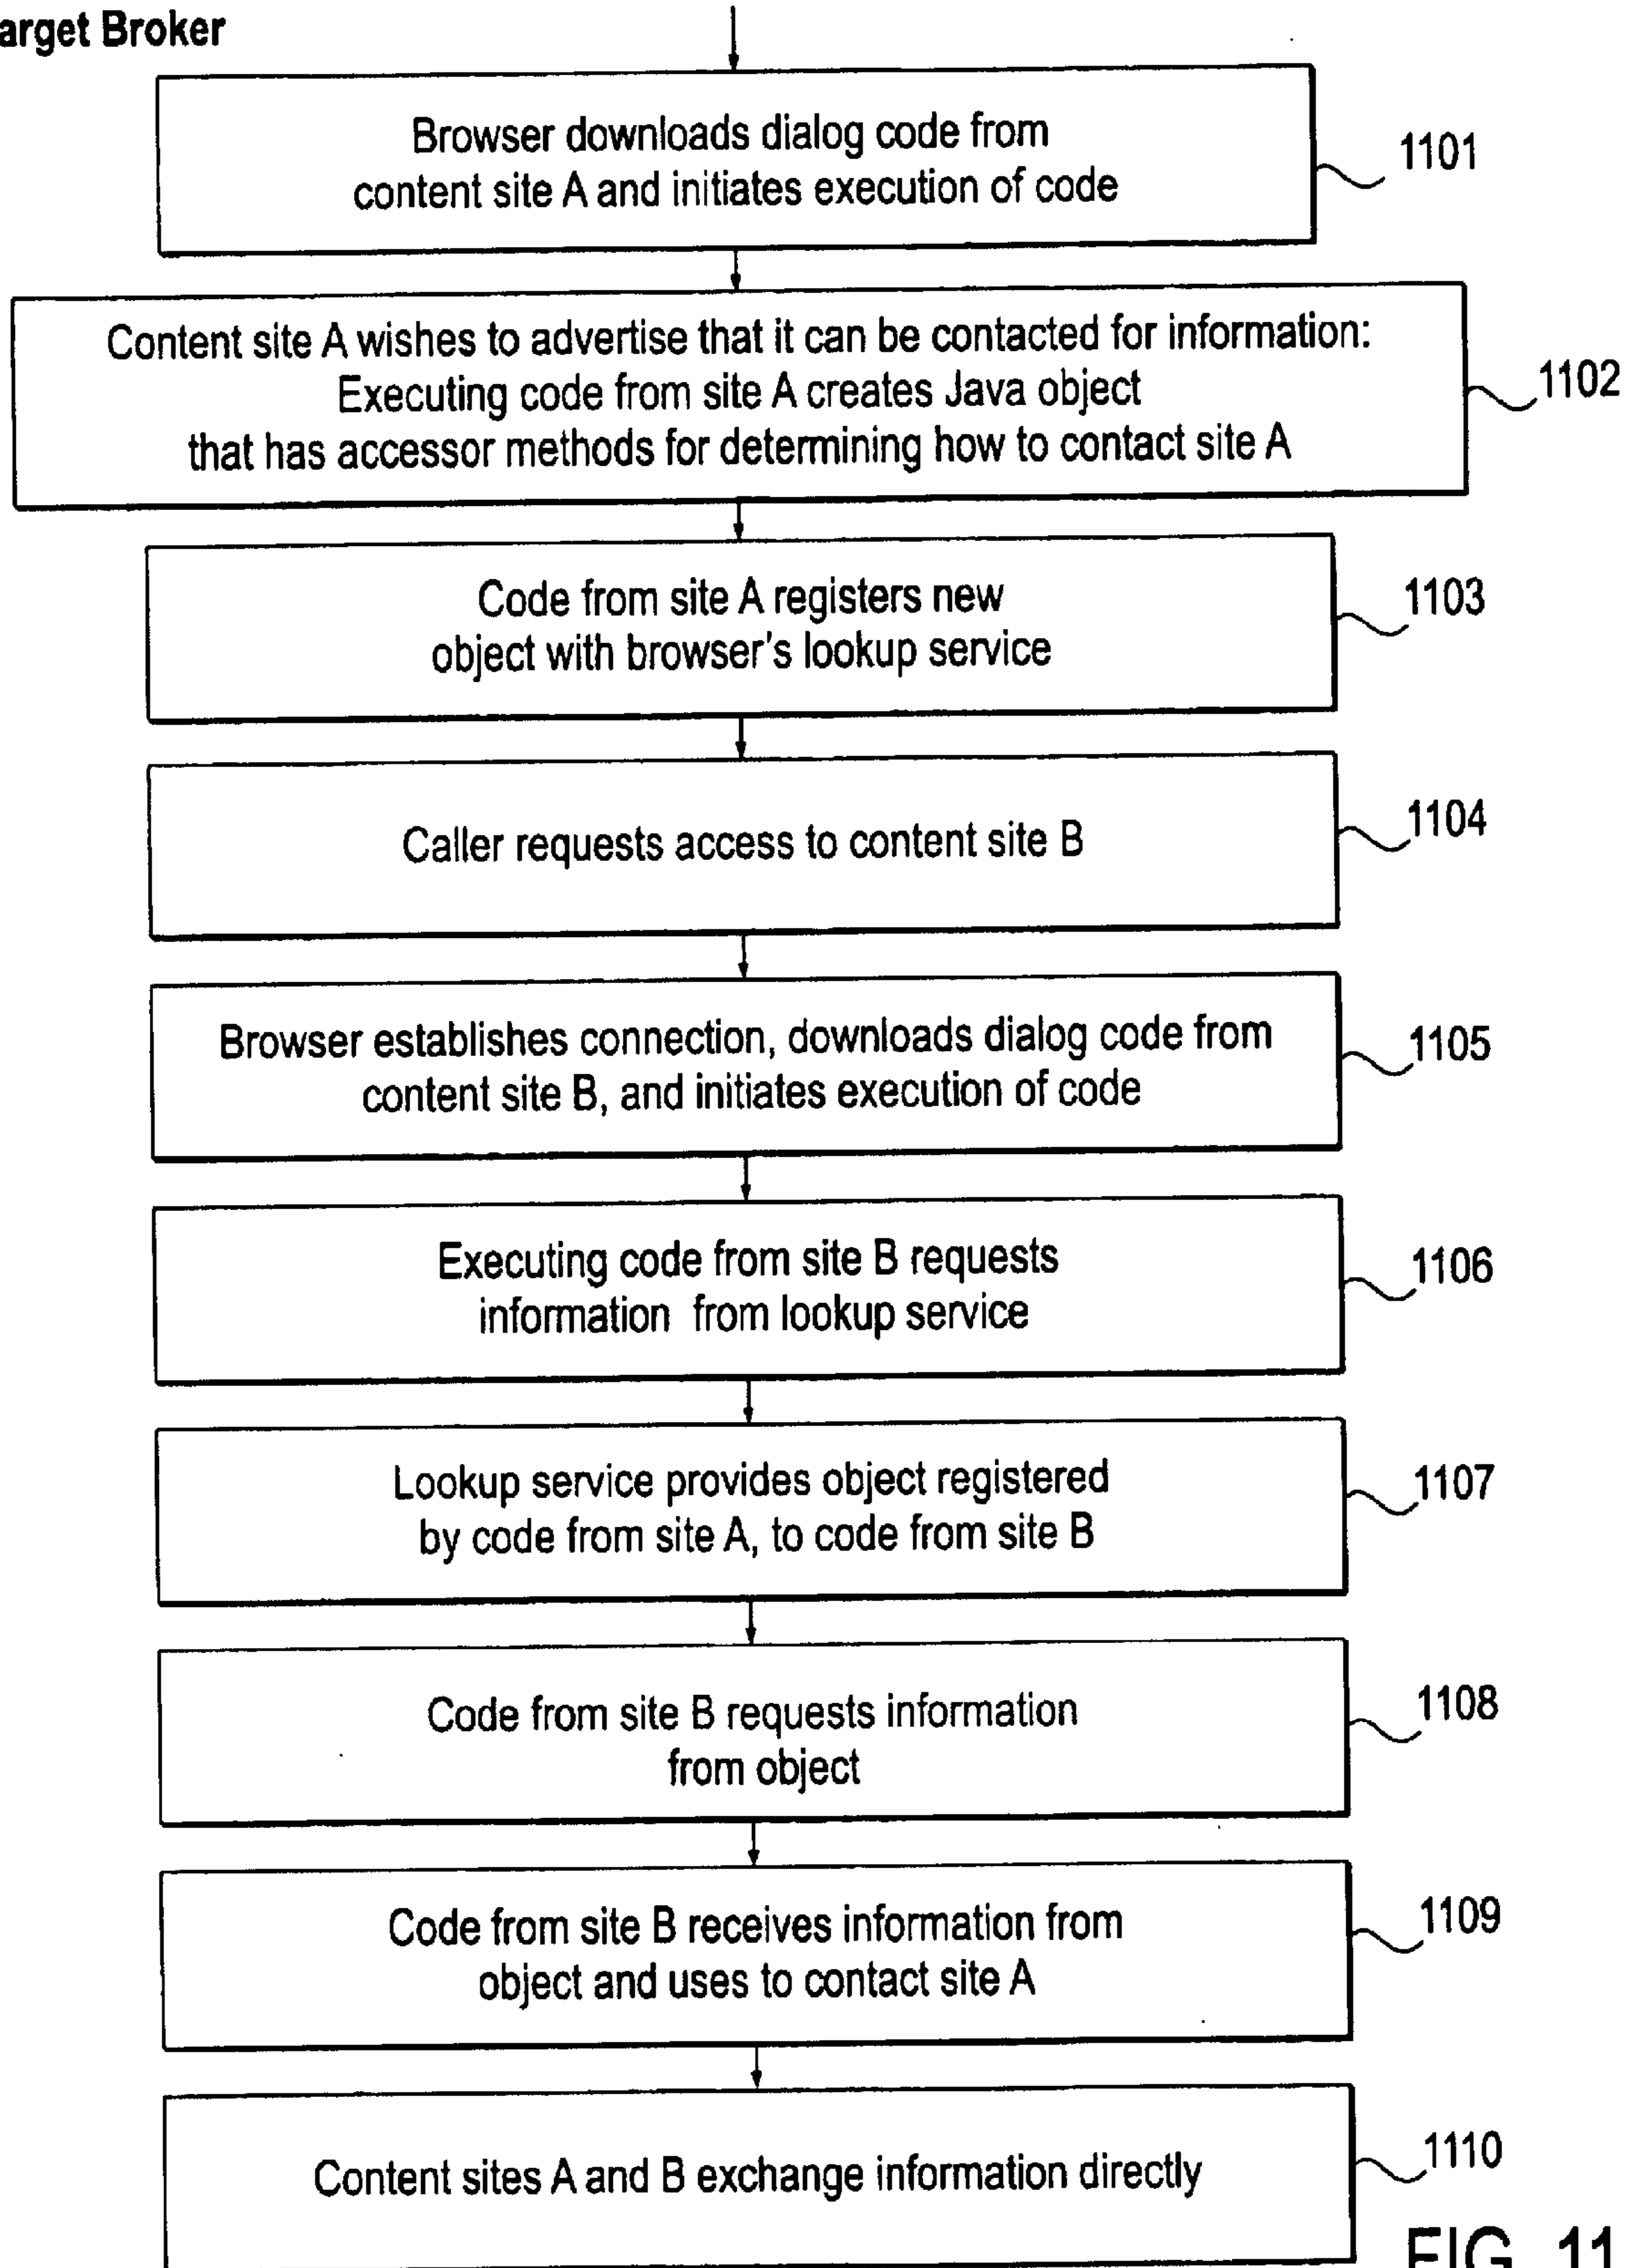 arget Broker
Browser downloads dialog code from
content site A and initiates execution of code
1101
Content site A wishes to advertise that it can be contacted for information:
Executing code from site A creates Java object
that has accessor methods for determining how to contact site A
1102
Code from site A registers new
object with browser's lookup service
1103
Caller requests access to content site B
1104
Browser establishes connection, downloads dialog code from
content site B, and initiates execution of code
1105
Executing code from site B requests
information from lookup service
1106
Lookup service provides object registered
by code from site A, to code from site B
1107
Code from site B requests information
from object
1108
Code from site B receives information from
object and uses to contact site A
1109
Content sites A and B exchange information directly
1110
FIG. 11